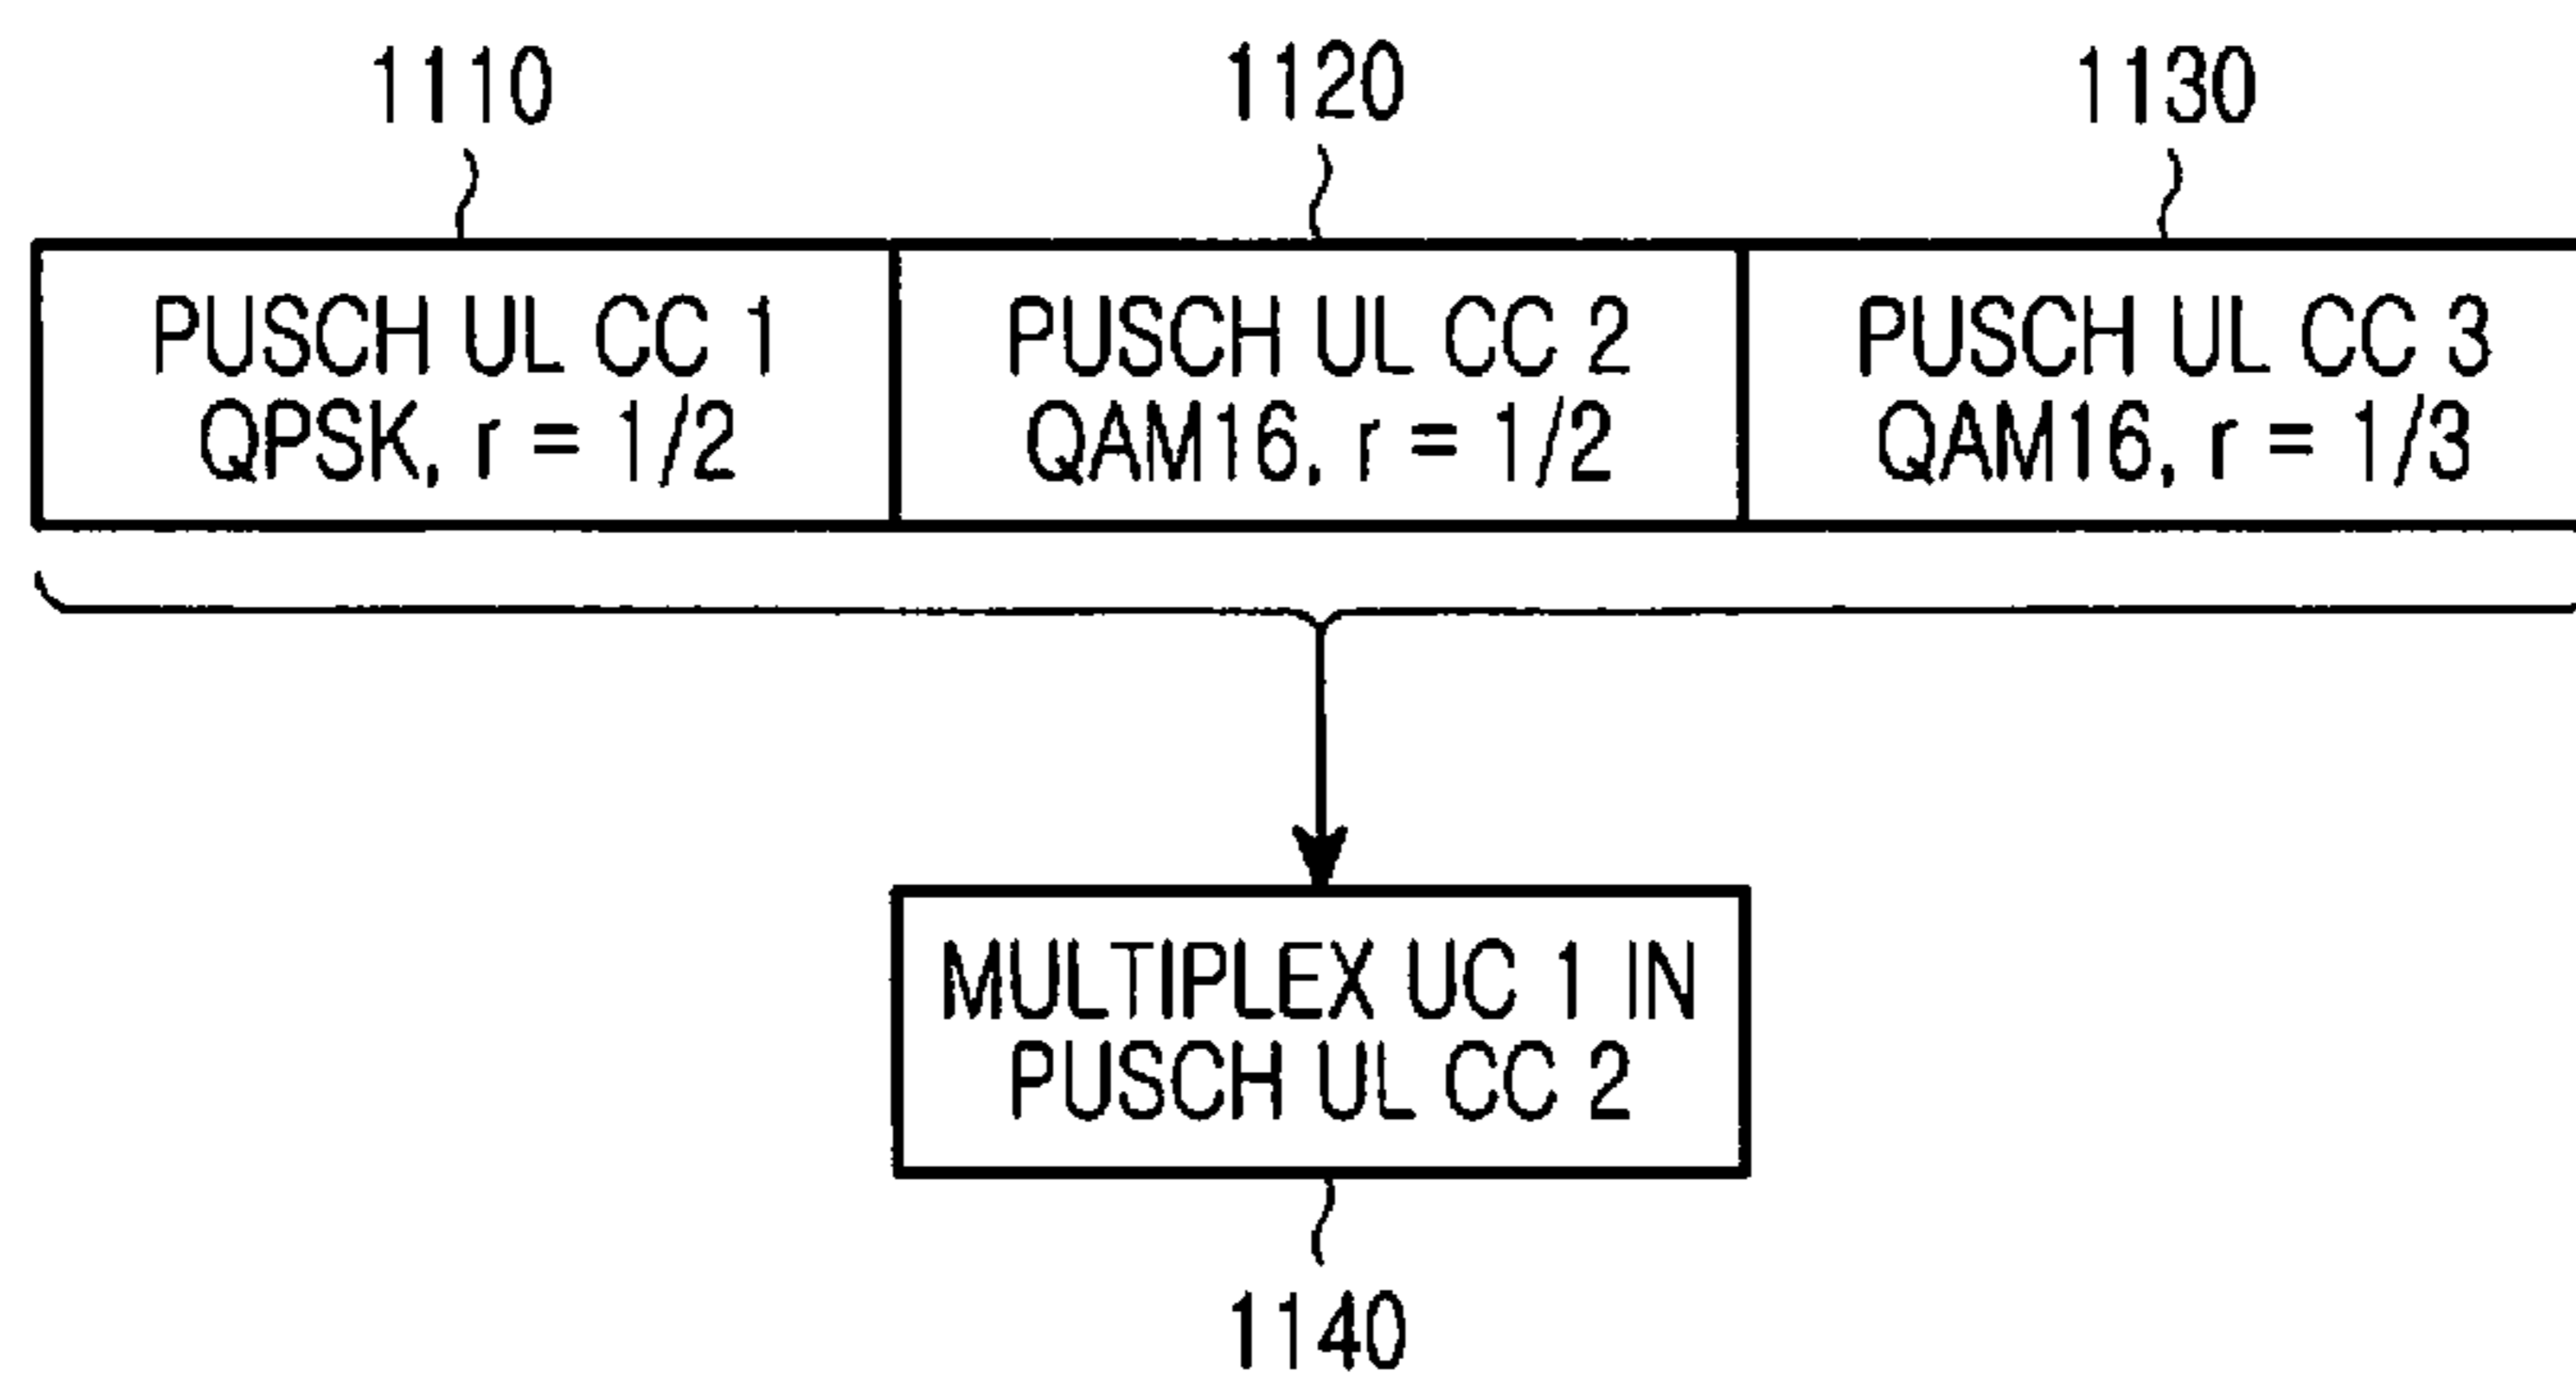 1110
1120
1130
PUSCH UL CC 1
QPSK, r = 1/2
PUSCH UL CC 2
QAM16, r = 1/2
PUSCH UL CC 3
QAM16, r = 1/3
MULTIPLEX UC 1 IN
PUSCH UL CC 2
1140